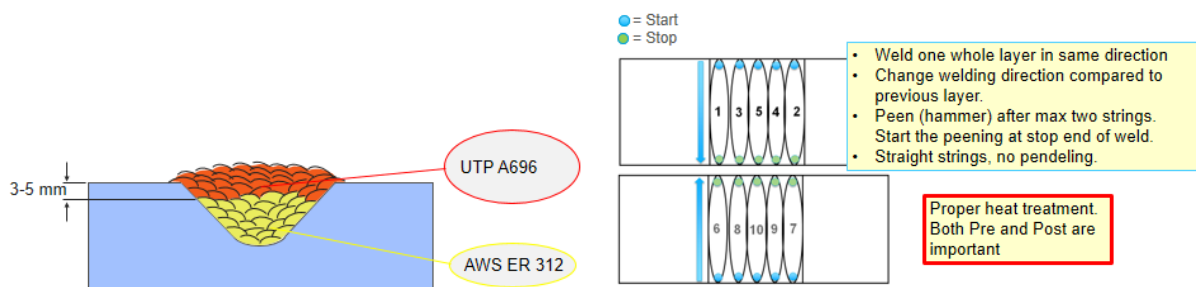 = Start
= Stop
3-5 mm
UTP A696
AWS ER 312
1 3 5 4 2
6 8 10 9 7
• Weld one whole layer in same direction
• Change welding direction compared to
previous layer.
• Peen (hammer) after max two strings.
Start the peening at stop end of weld.
• Straight strings, no pendeling.
Proper heat treatment.
Both Pre and Post are
important